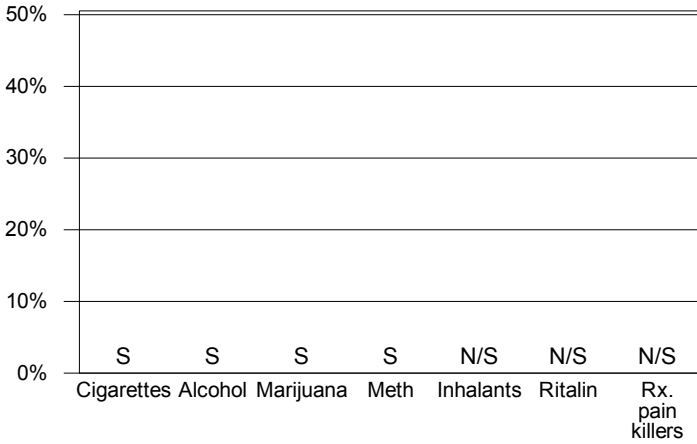 50%
40%
30%
20%
10%
0%
S S S S N/S N/S N/S
Cigarettes Alcohol Marijuana Meth Inhalants Ritalin Rx.
pain
killers